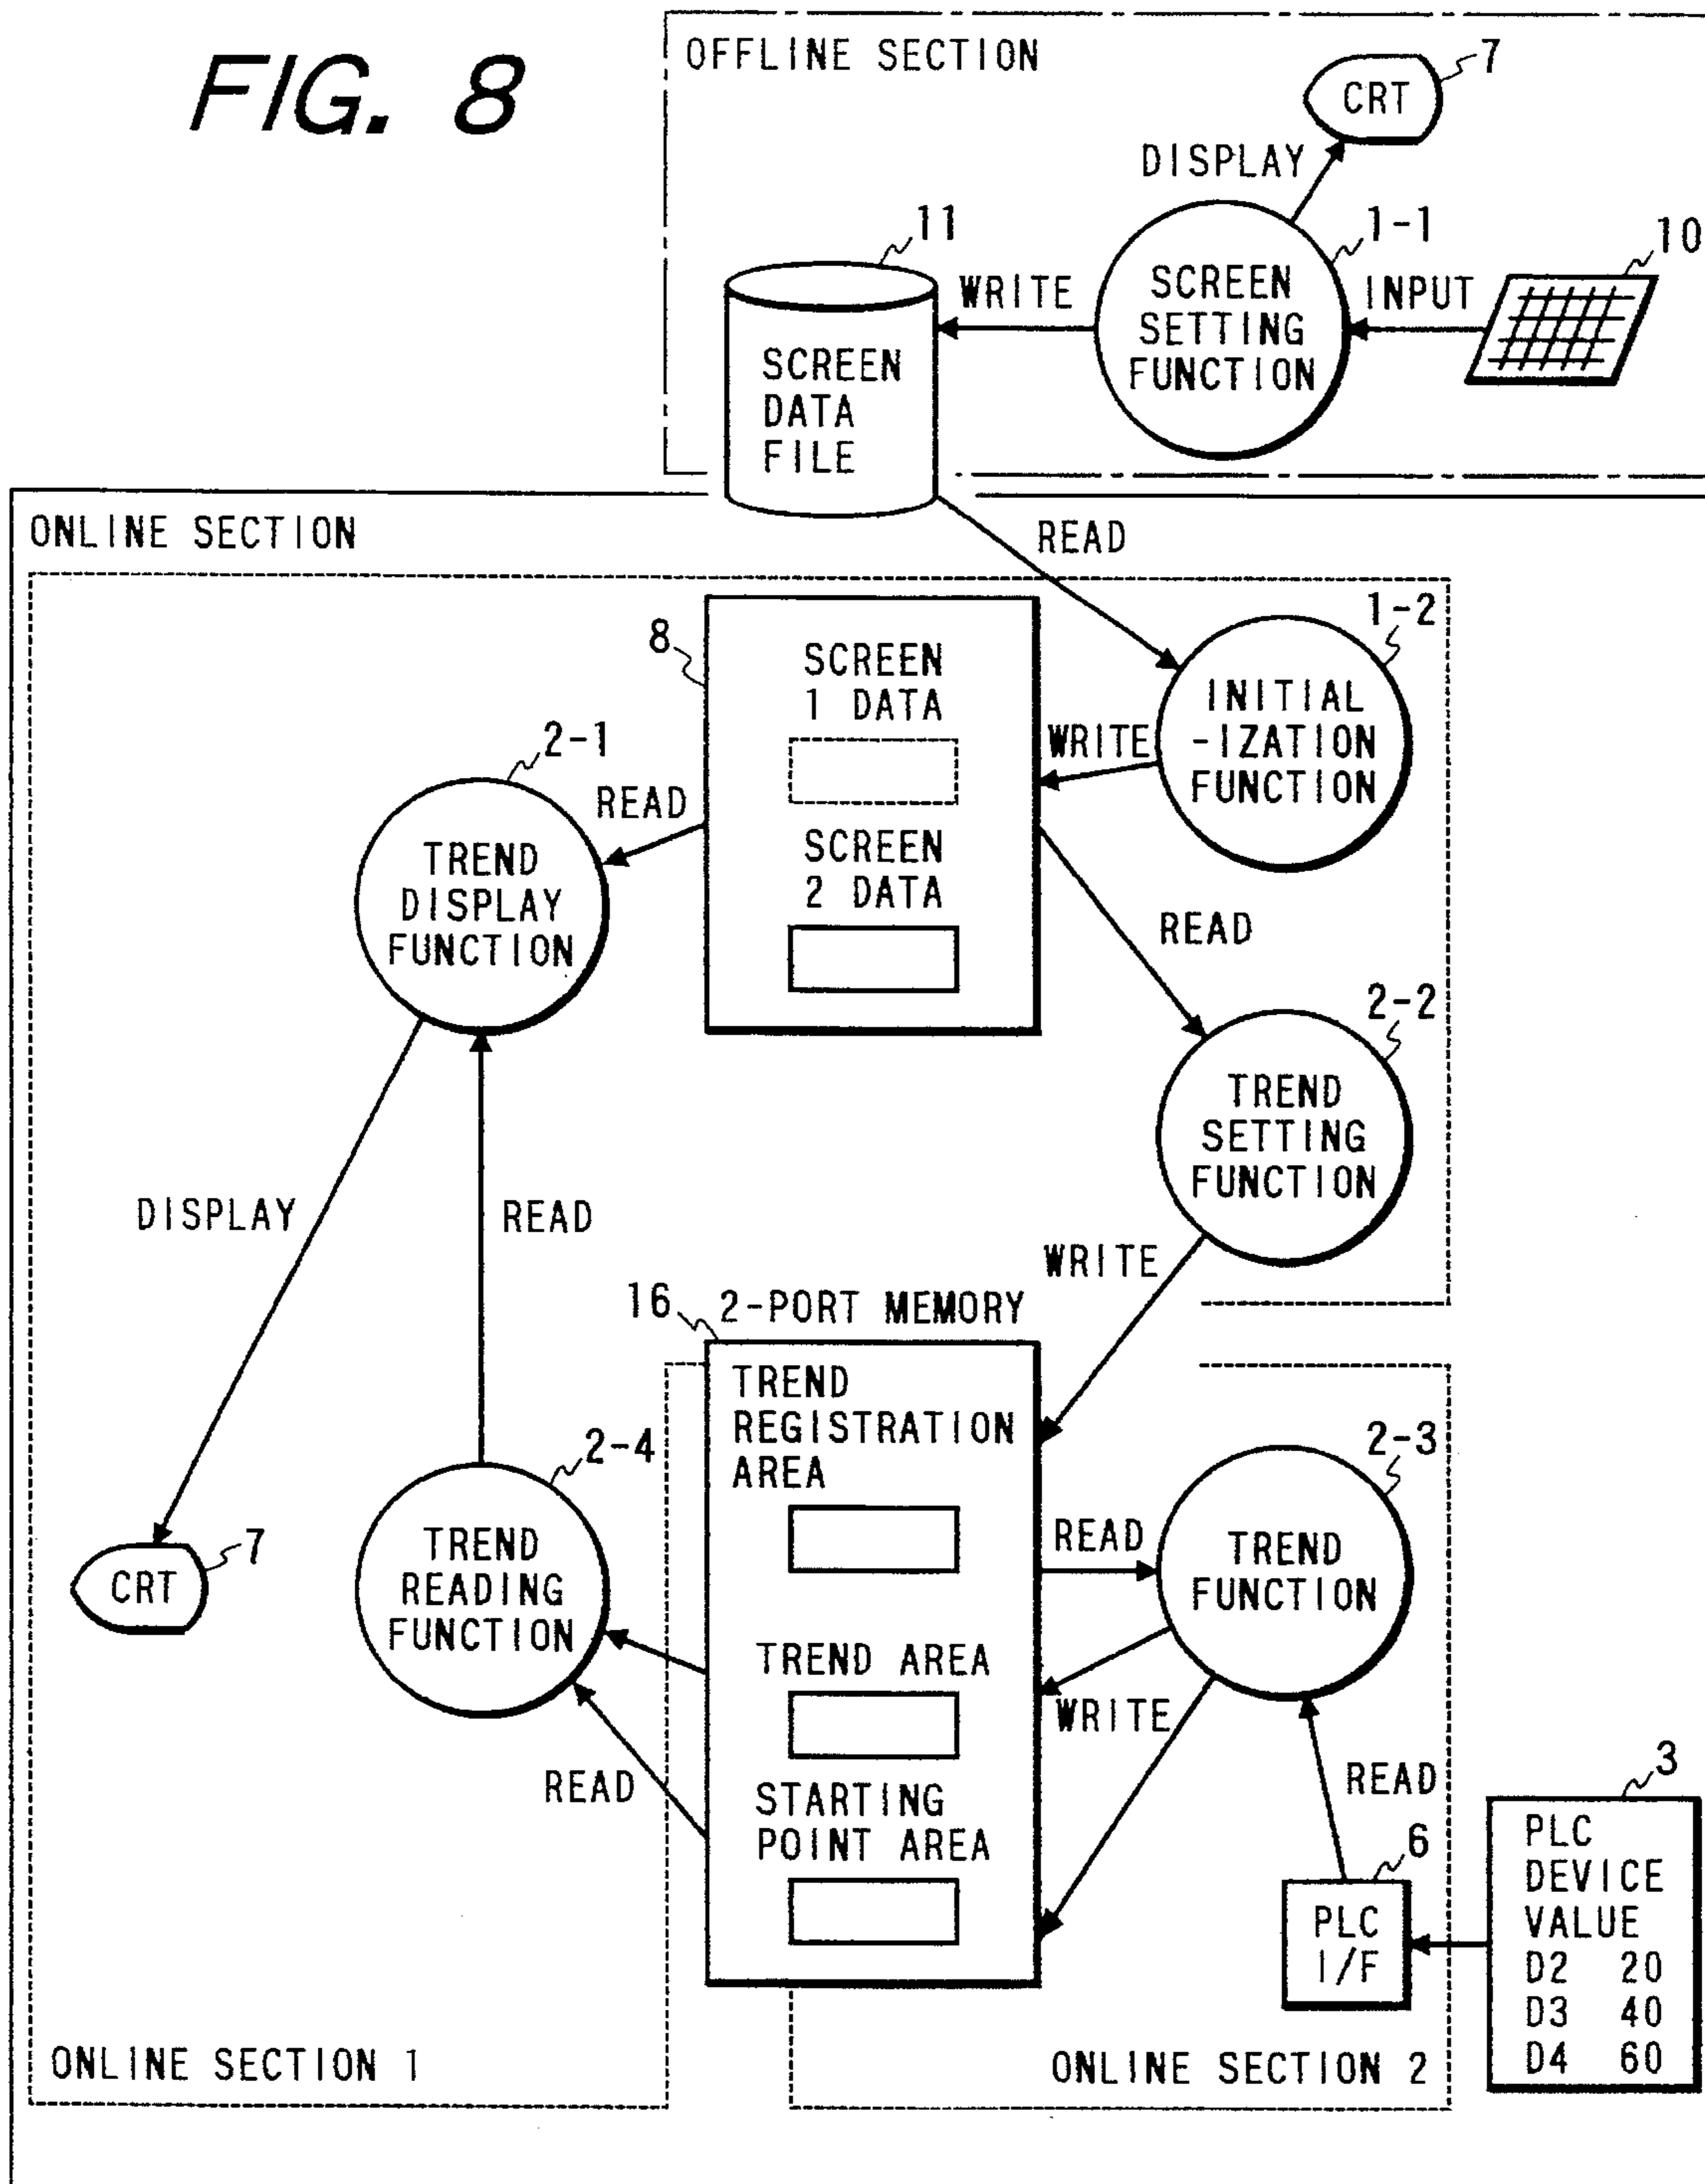 FIG. 8
OFFLINE SECTION
7
CRT
DISPLAY
11
1-1
10
WRITE
SCREEN
SETTING
FUNCTION
INPUT
SCREEN
DATA
FILE
ONLINE SECTION
READ
8
SCREEN
1 DATA
1-2
INITIAL
-IZATION
FUNCTION
WRITE
2-1
READ
TREND
DISPLAY
FUNCTION
SCREEN
2 DATA
READ
2-2
TREND
SETTING
FUNCTION
DISPLAY
READ
WRITE
16
2-PORT MEMORY
TREND
REGISTRATION
AREA
2-4
2-3
READ
TREND
FUNCTION
7
CRT
TREND
READING
FUNCTION
TREND AREA
WRITE
READ
STARTING
POINT AREA
READ
3
6
PLC
I/F
PLC
DEVICE
VALUE
D2 20
D3 40
D4 60
ONLINE SECTION 1
ONLINE SECTION 2